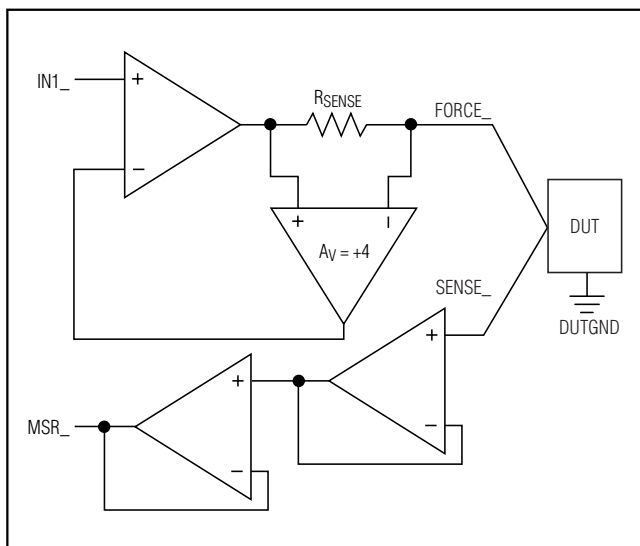 IN1_
+
−
RSENSE
FORCE_
+
−
AV = +4
DUT
DUTGND
SENSE_
+
−
+
−
MSR_